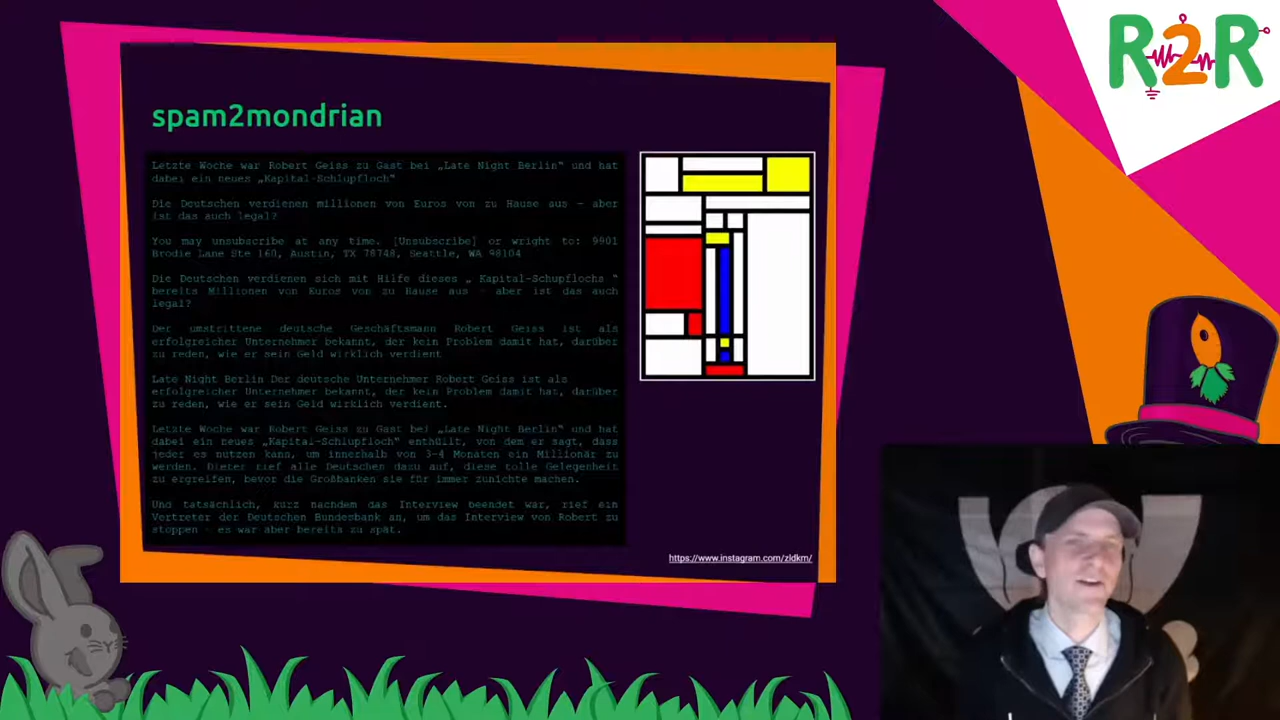 R2R
spam2mondrian
Letzte Woche war Robert Geiss zu Gast bei „Late Night Berlin“ und hat
dabei ein neues „Kapital-Schlupfloch“
Die Deutschen verdienen millionen von Euros von zu Hause aus – aber
ist das auch legal?
You may unsubscribe at any time. [Unsubscribe] or wright to: 9901
Brodie Lane Ste 160, Austin, TX 78748, Seattle, WA 98104
Die Deutschen verdienen sich mit Hilfe dieses „ Kapital-Schupflochs “
bereits Millionen von Euros von zu Hause aus – aber ist das auch
legal?
Der umstrittene deutsche Geschäftsmann Robert Geiss ist als
erfolgreicher Unternehmer bekannt, der kein Problem damit hat, darüber
zu reden, wie er sein Geld wirklich verdient
Late Night Berlin Der deutsche Unternehmer Robert Geiss ist als
erfolgreicher Unternehmer bekannt, der kein Problem damit hat, darüber
zu reden, wie er sein Geld wirklich verdient.
Letzte Woche war Robert Geiss zu Gast bei „Late Night Berlin“ und hat
dabei ein neues „Kapital-Schlupfloch“ enthüllt, von dem er sagt, dass
jeder es nutzen kann, um innerhalb von 3-4 Monaten ein Millionär zu
werden. Dieter rief alle Deutschen dazu auf, diese tolle Gelegenheit
zu ergreifen, bevor die Großbanken sie für immer zunichte machen.
Und tatsächlich, kurz nachdem das Interview beendet war, rief ein
Vertreter der Deutschen Bundesbank an, um das Interview von Robert zu
stoppen – es war aber bereits zu spät.
https://www.instagram.com/zldkm/